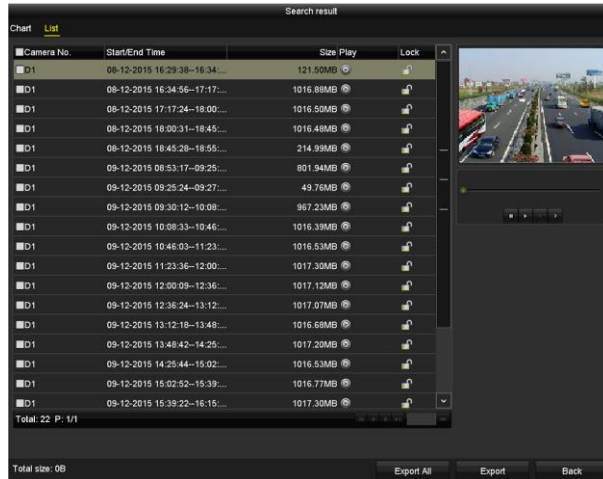 Search result
Chart List
Camera No. Start/End Time Size Play Lock
D1 08-12-2015 16:29:38--16:34:... 121.50MB
D1 08-12-2015 16:34:56--17:17:... 1016.88MB
D1 08-12-2015 17:17:24--18:00:... 1016.50MB
D1 08-12-2015 18:00:31--18:45:... 1016.48MB
D1 08-12-2015 18:45:28--18:55:... 214.99MB
D1 09-12-2015 08:53:17--09:25:... 801.94MB
D1 09-12-2015 09:25:24--09:27:... 49.76MB
D1 09-12-2015 09:30:12--10:08:... 967.23MB
D1 09-12-2015 10:08:33--10:46:... 1016.39MB
D1 09-12-2015 10:46:03--11:23:... 1016.53MB
D1 09-12-2015 11:23:36--12:00:... 1017.30MB
D1 09-12-2015 12:00:09--12:36:... 1017.12MB
D1 09-12-2015 12:36:24--13:12:... 1017.07MB
D1 09-12-2015 13:12:18--13:48:... 1016.68MB
D1 09-12-2015 13:48:42--14:25:... 1017.20MB
D1 09-12-2015 14:25:44--15:02:... 1016.53MB
D1 09-12-2015 15:02:52--15:39:... 1016.77MB
D1 09-12-2015 15:39:22--16:15:... 1017.30MB
Total: 22 P: 1/1
Total size: 0B Export All Export Back